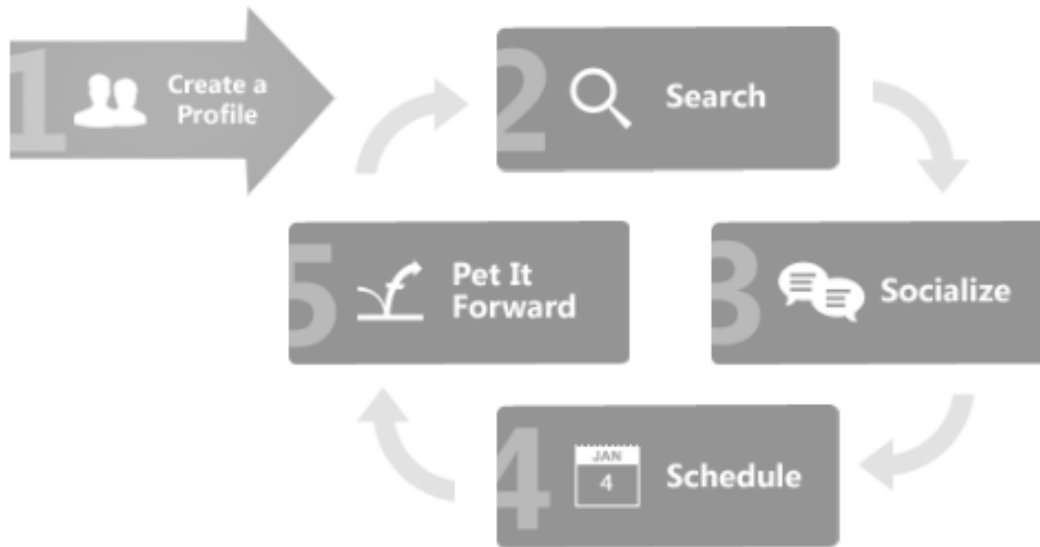 1
Create a
Profile
2
Search
3
Socialize
4
JAN
4
Schedule
5
Pet It
Forward